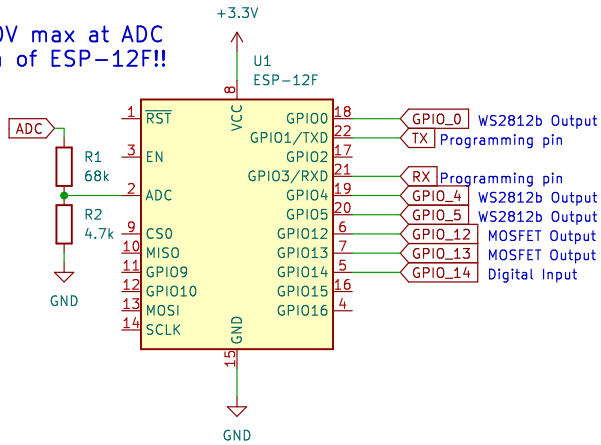 +3.3V
0V max at ADC
of ESP-12F!!
U1
ESP-12F
8
VCC
1 RST
GPIO0 18 GPIO_0 WS2812b Output
GPIO1/TXD 22 TX Programming pin
ADC
3 EN
GPIO2 17
R1
68k
GPIO3/RXD 21 RX Programming pin
2 ADC
GPIO4 19 GPIO_4 WS2812b Output
R2
4.7k
GPIO5 20 GPIO_5 WS2812b Output
9 CS0
GPIO12 6 GPIO_12 MOSFET Output
10 MISO
GPIO13 7 GPIO_13 MOSFET Output
11 GPIO9
GPIO14 5 GPIO_14 Digital Input
12 GPIO10
GPIO15 16
GND
13 MOSI
GPIO16 4
14 SCLK
GND
15
GND